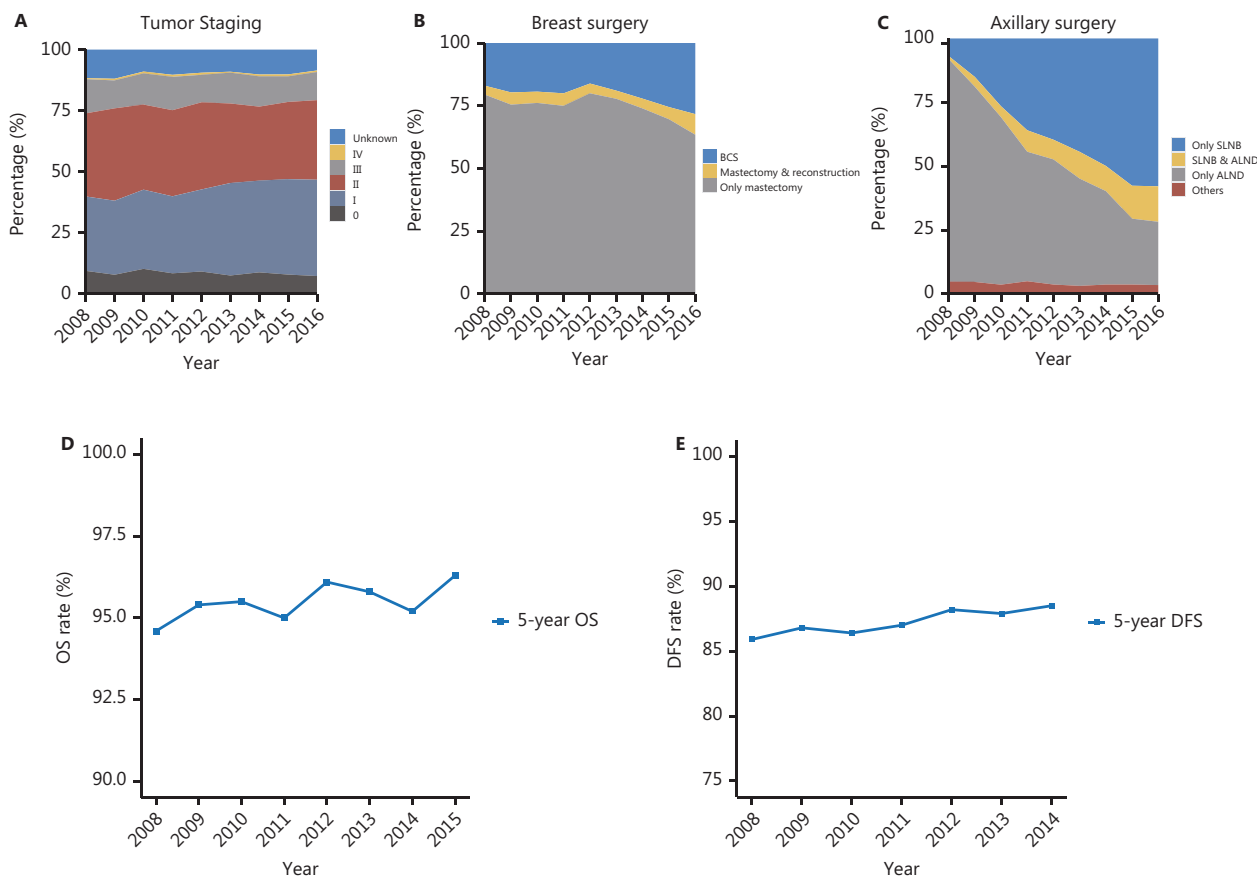 A
Tumor Staging
Percentage (%)
100
75
50
25
0
2008
2009
2010
2011
2012
2013
2014
2015
2016
Year
Unknown
IV
III
II
I
0
B
Breast surgery
Percentage (%)
100
75
50
25
0
2008
2009
2010
2011
2012
2013
2014
2015
2016
Year
BCS
Mastectomy & reconstruction
Only mastectomy
C
Axillary surgery
Percentage (%)
100
75
50
25
0
2008
2009
2010
2011
2012
2013
2014
2015
2016
Year
Only SLNB
SLNB & ALND
Only ALND
Others
D
OS rate (%)
100.0
97.5
95.0
92.5
90.0
2008
2009
2010
2011
2012
2013
2014
2015
Year
5-year OS
E
DFS rate (%)
100
95
90
85
80
75
2008
2009
2010
2011
2012
2013
2014
Year
5-year DFS